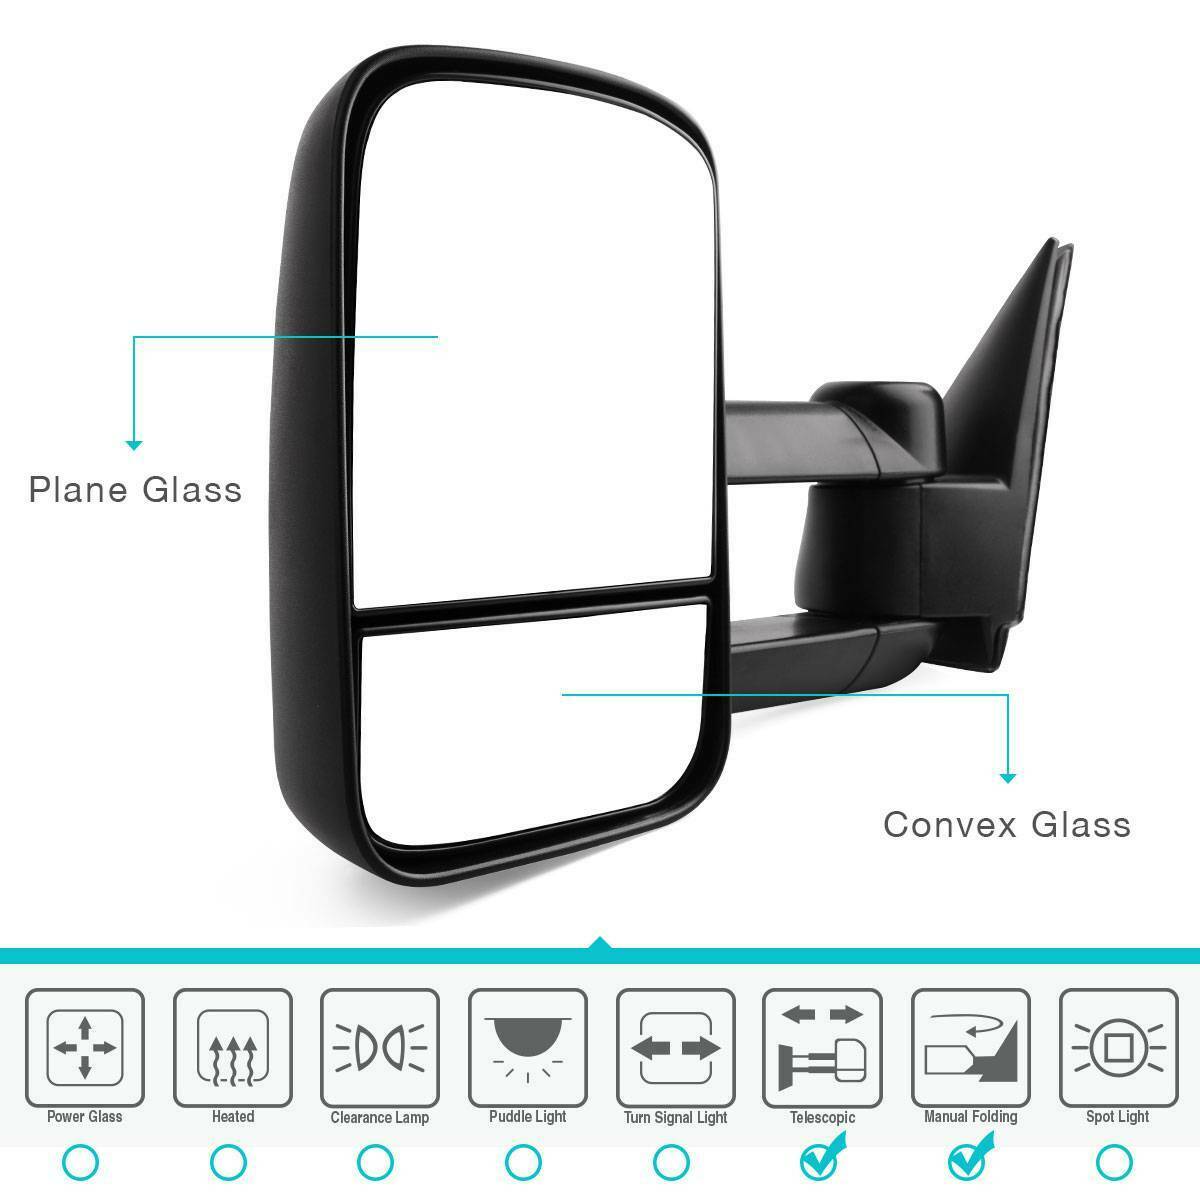 Plane Glass
Convex Glass
Power Glass
Heated
Clearance Lamp
Puddle Light
Turn Signal Light
Telescopic
Manual Folding
Spot Light